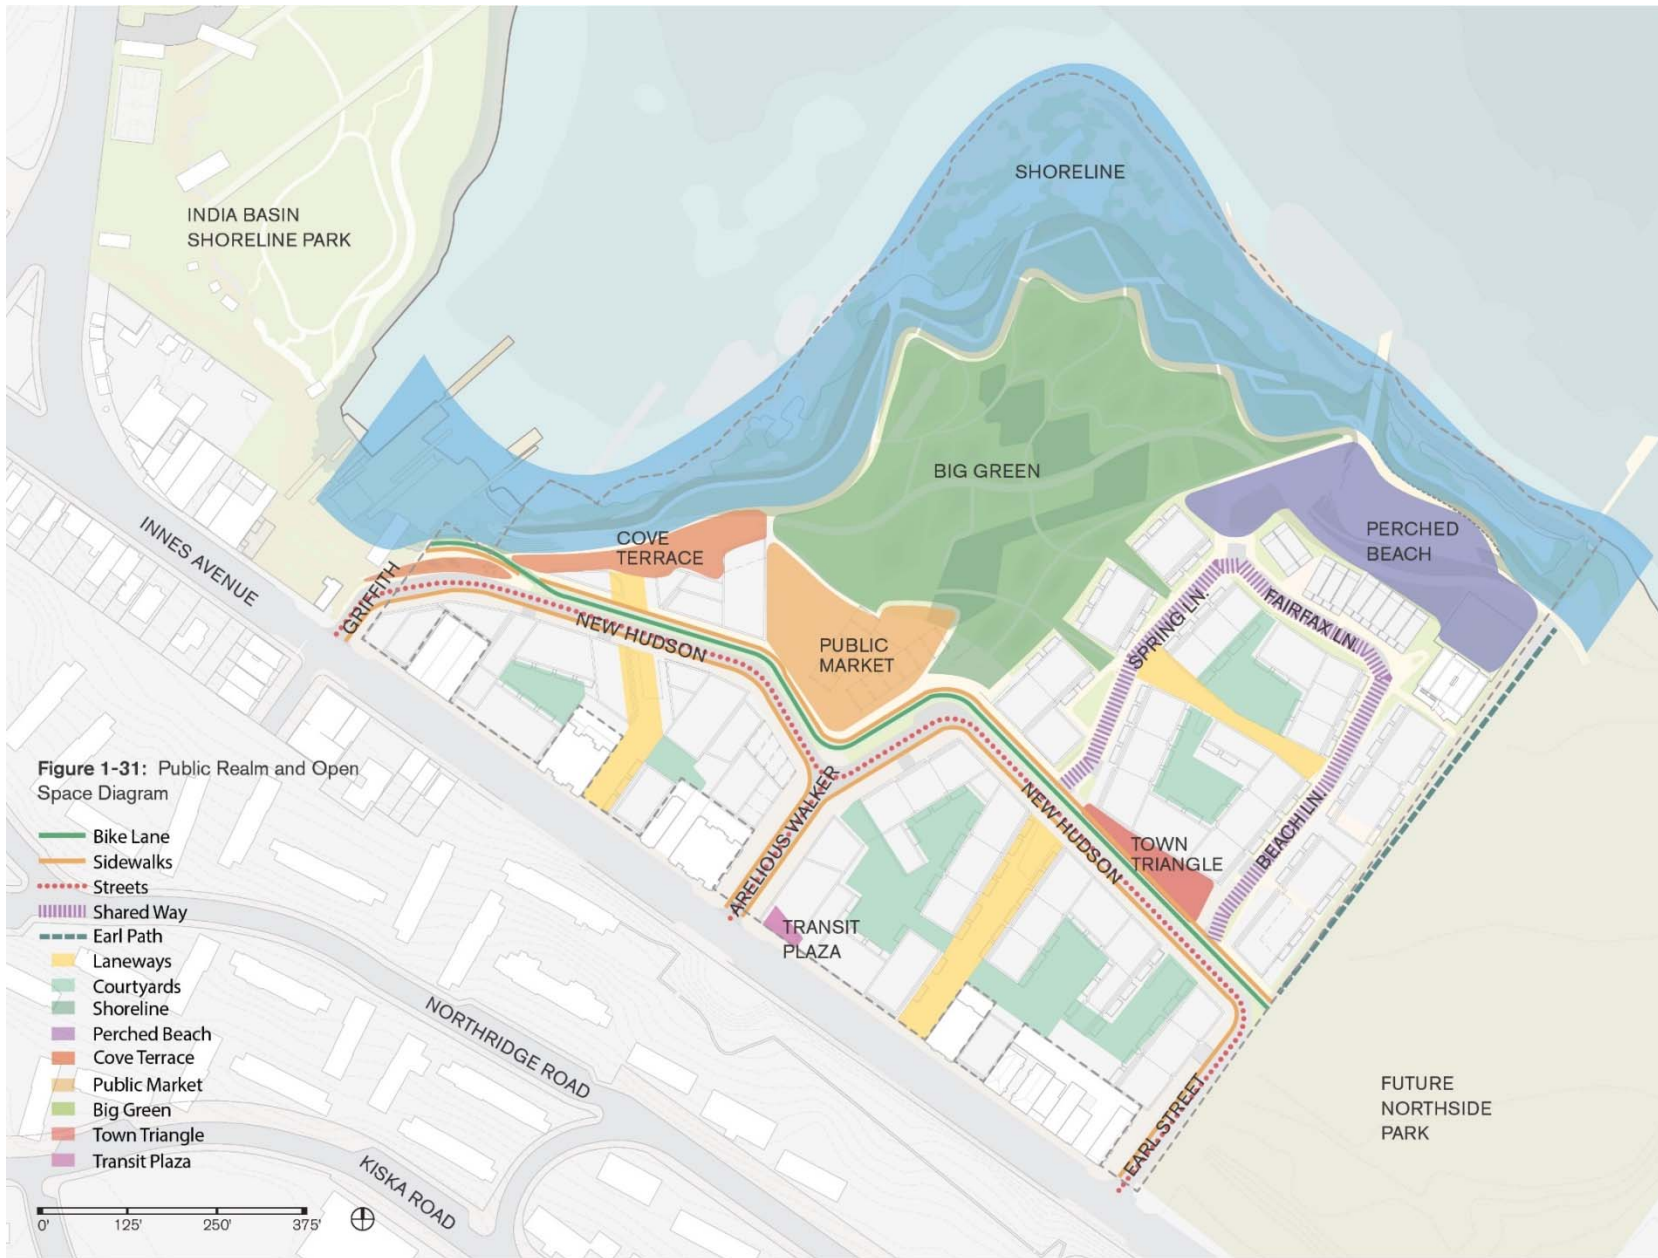 SHORELINE
INDIA BASIN
SHORELINE PARK
BIG GREEN
PERCHED
BEACH
COVE
TERRACE
INNES AVENUE
GRIFFITH
NEW HUDSON
PUBLIC
MARKET
SPRING LN.
FAIRFAX LN.
BEACH LN.
ARELIOUS WALKER
NEW HUDSON
TOWN
TRIANGLE
TRANSIT
PLAZA
EARL STREET
FUTURE
NORTHSIDE
PARK
NORTHRIDGE ROAD
KISKA ROAD
Figure 1-31: Public Realm and Open
Space Diagram
Bike Lane
Sidewalks
Streets
Shared Way
Earl Path
Laneways
Courtyards
Shoreline
Perched Beach
Cove Terrace
Public Market
Big Green
Town Triangle
Transit Plaza
0' 125' 250' 375'